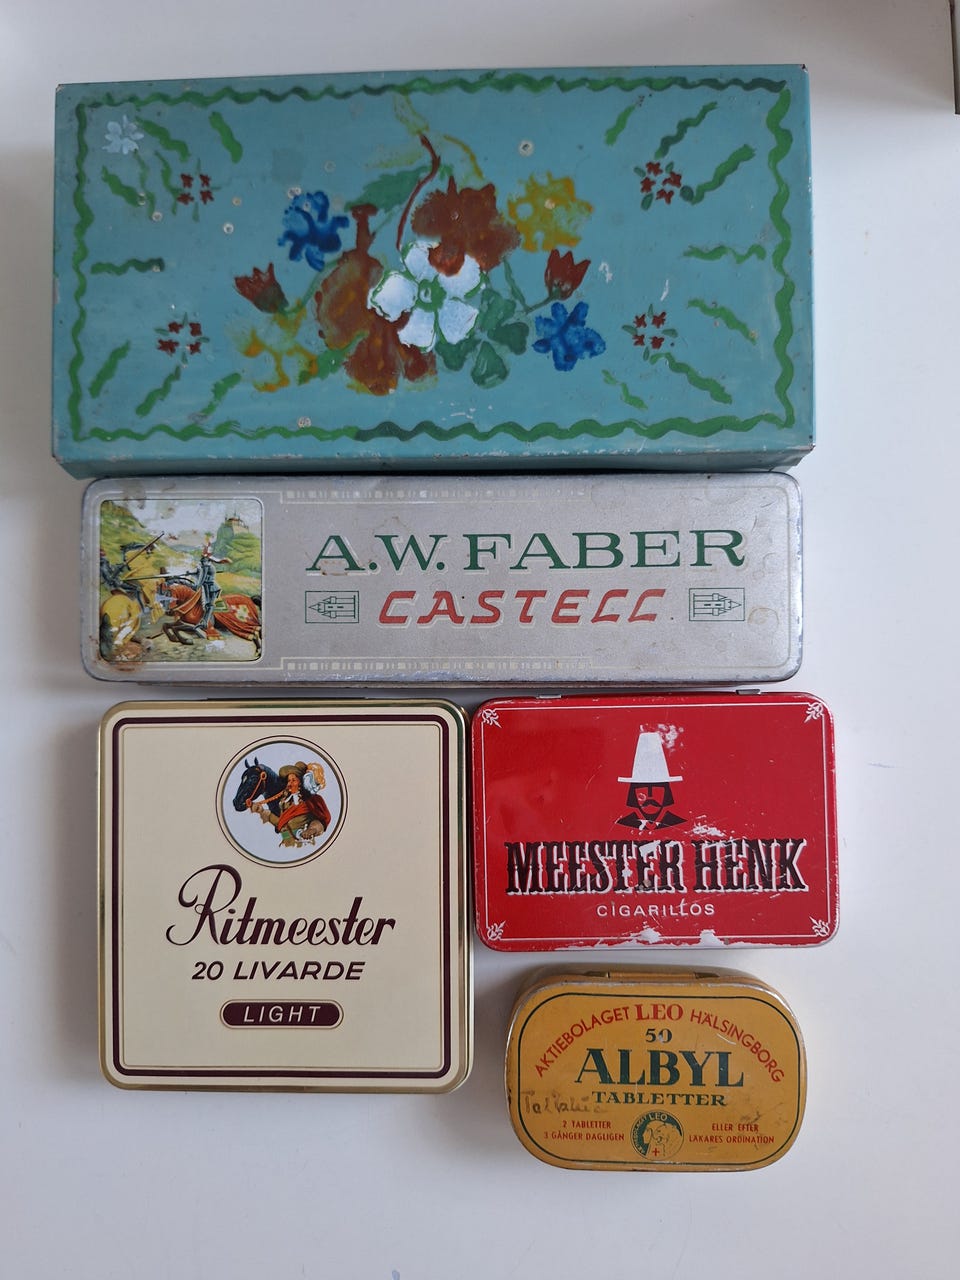 A.W. FABER
CASTELL
Ritmeester
20 LIVARDE
LIGHT
MEESTER HENK
CIGARILLOS
AKTIEBOLAGET LEO HÄLSINGBORG
50
ALBYL
TABLETTER
2 TABLETTER
3 GÅNGER DAGLIGEN
LEO
ELLER EFTER
LÄKARES ORDINATION